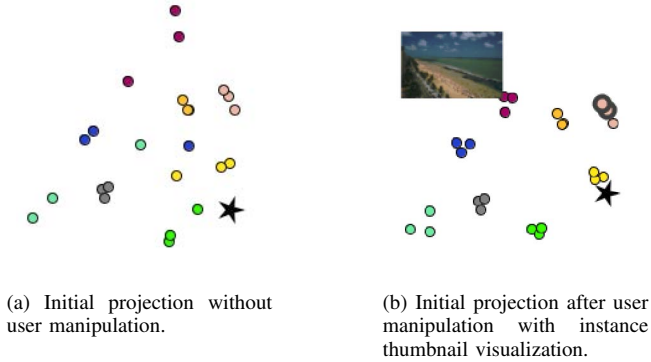 (a) Initial projection without
user manipulation.
(b) Initial projection after user
manipulation with instance
thumbnail visualization.